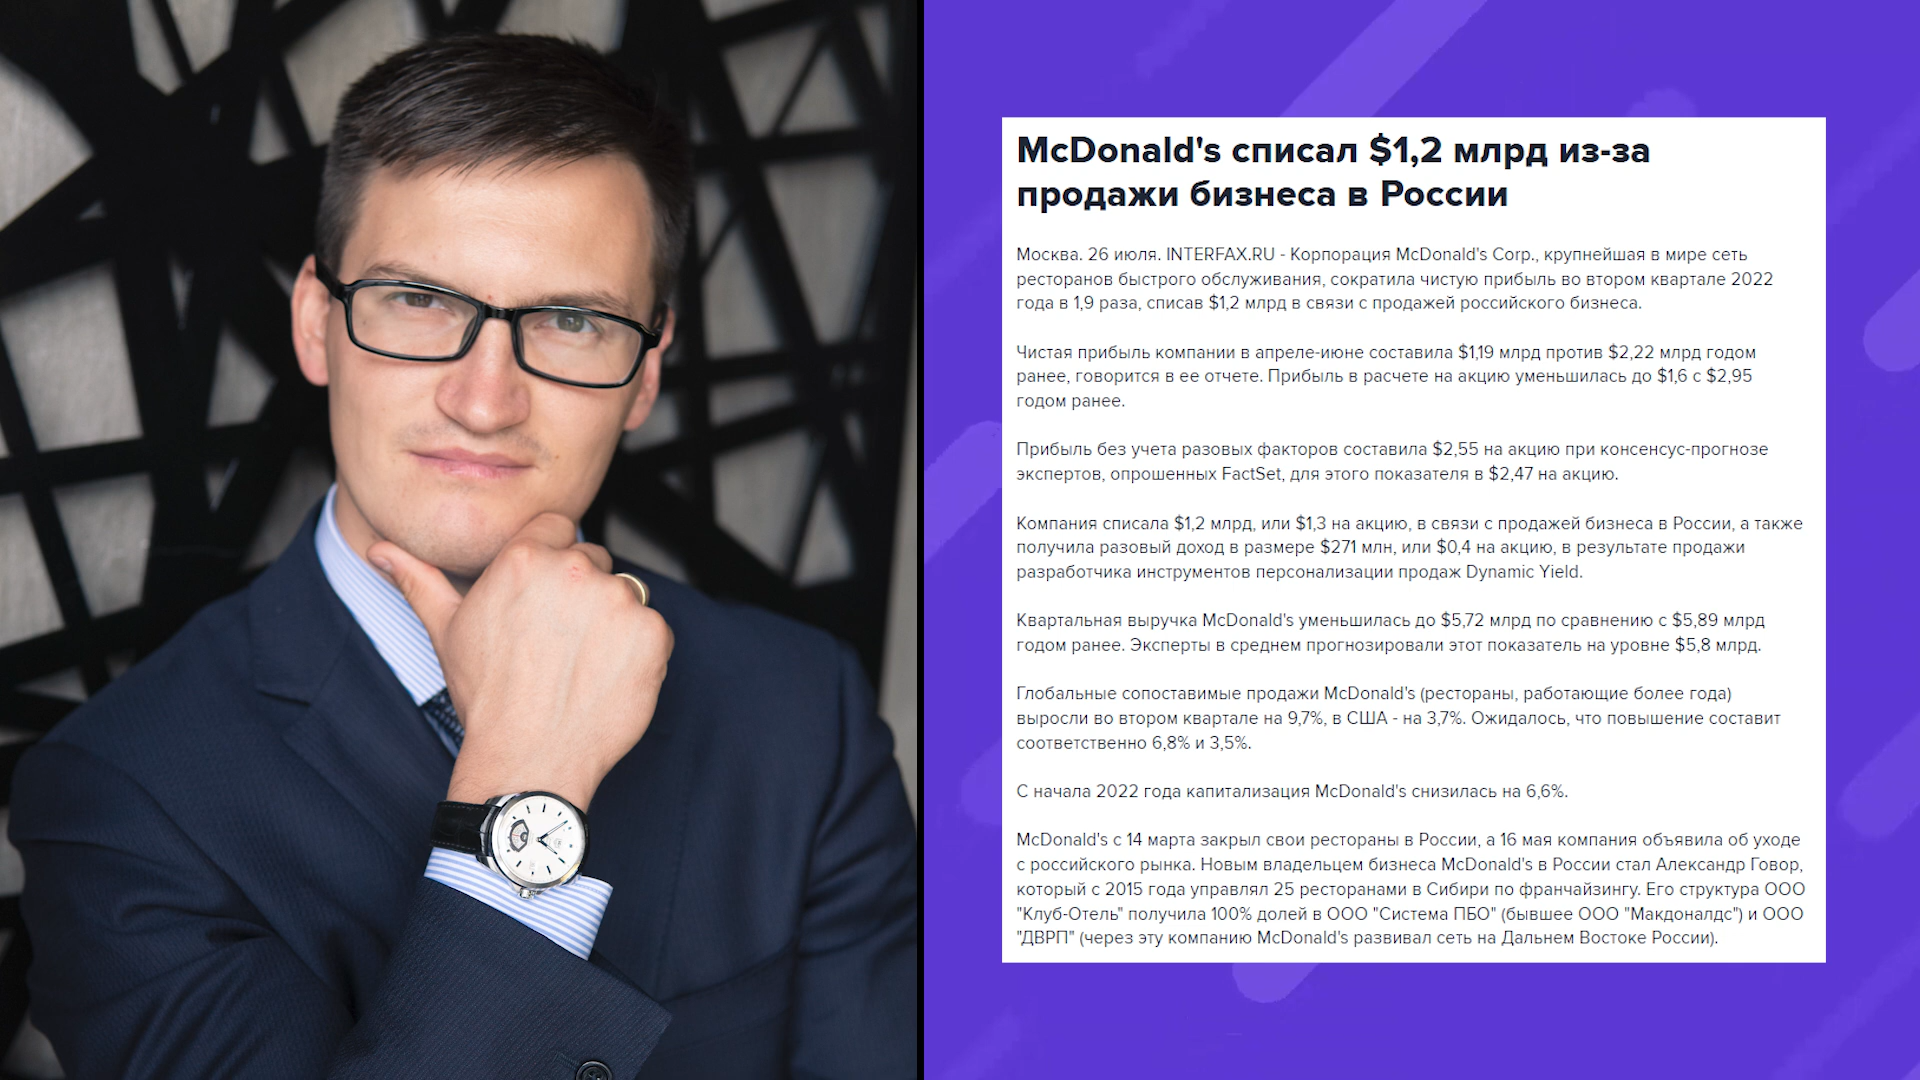 McDonald's списал $1,2 млрд из-за
продажи бизнеса в России
Москва. 26 июля. INTERFAX.RU - Корпорация McDonald's Corp., крупнейшая в мире сеть
ресторанов быстрого обслуживания, сократила чистую прибыль во втором квартале 2022
года в 1,9 раза, списав $1,2 млрд в связи с продажей российского бизнеса.
Чистая прибыль компании в апреле-июне составила $1,19 млрд против $2,22 млрд годом
ранее, говорится в ее отчете. Прибыль в расчете на акцию уменьшилась до $1,6 с $2,95
годом ранее.
Прибыль без учета разовых факторов составила $2,55 на акцию при консенсус-прогнозе
экспертов, опрошенных FactSet, для этого показателя в $2,47 на акцию.
Компания списала $1,2 млрд, или $1,3 на акцию, в связи с продажей бизнеса в России, а также
получила разовый доход в размере $271 млн, или $0,4 на акцию, в результате продажи
разработчика инструментов персонализации продаж Dynamic Yield.
Квартальная выручка McDonald's уменьшилась до $5,72 млрд по сравнению с $5,89 млрд
годом ранее. Эксперты в среднем прогнозировали этот показатель на уровне $5,8 млрд.
Глобальные сопоставимые продажи McDonald's (рестораны, работающие более года)
выросли во втором квартале на 9,7%, в США - на 3,7%. Ожидалось, что повышение составит
соответственно 6,8% и 3,5%.
С начала 2022 года капитализация McDonald's снизилась на 6,6%.
McDonald's с 14 марта закрыл свои рестораны в России, а 16 мая компания объявила об уходе
с российского рынка. Новым владельцем бизнеса McDonald's в России стал Александр Говор,
который с 2015 года управлял 25 ресторанами в Сибири по франчайзингу. Его структура ООО
"Клуб-Отель" получила 100% долей в ООО "Система ПБО" (бывшее ООО "Макдоналдс") и ООО
"ДВРП" (через эту компанию McDonald's развивал сеть на Дальнем Востоке России).